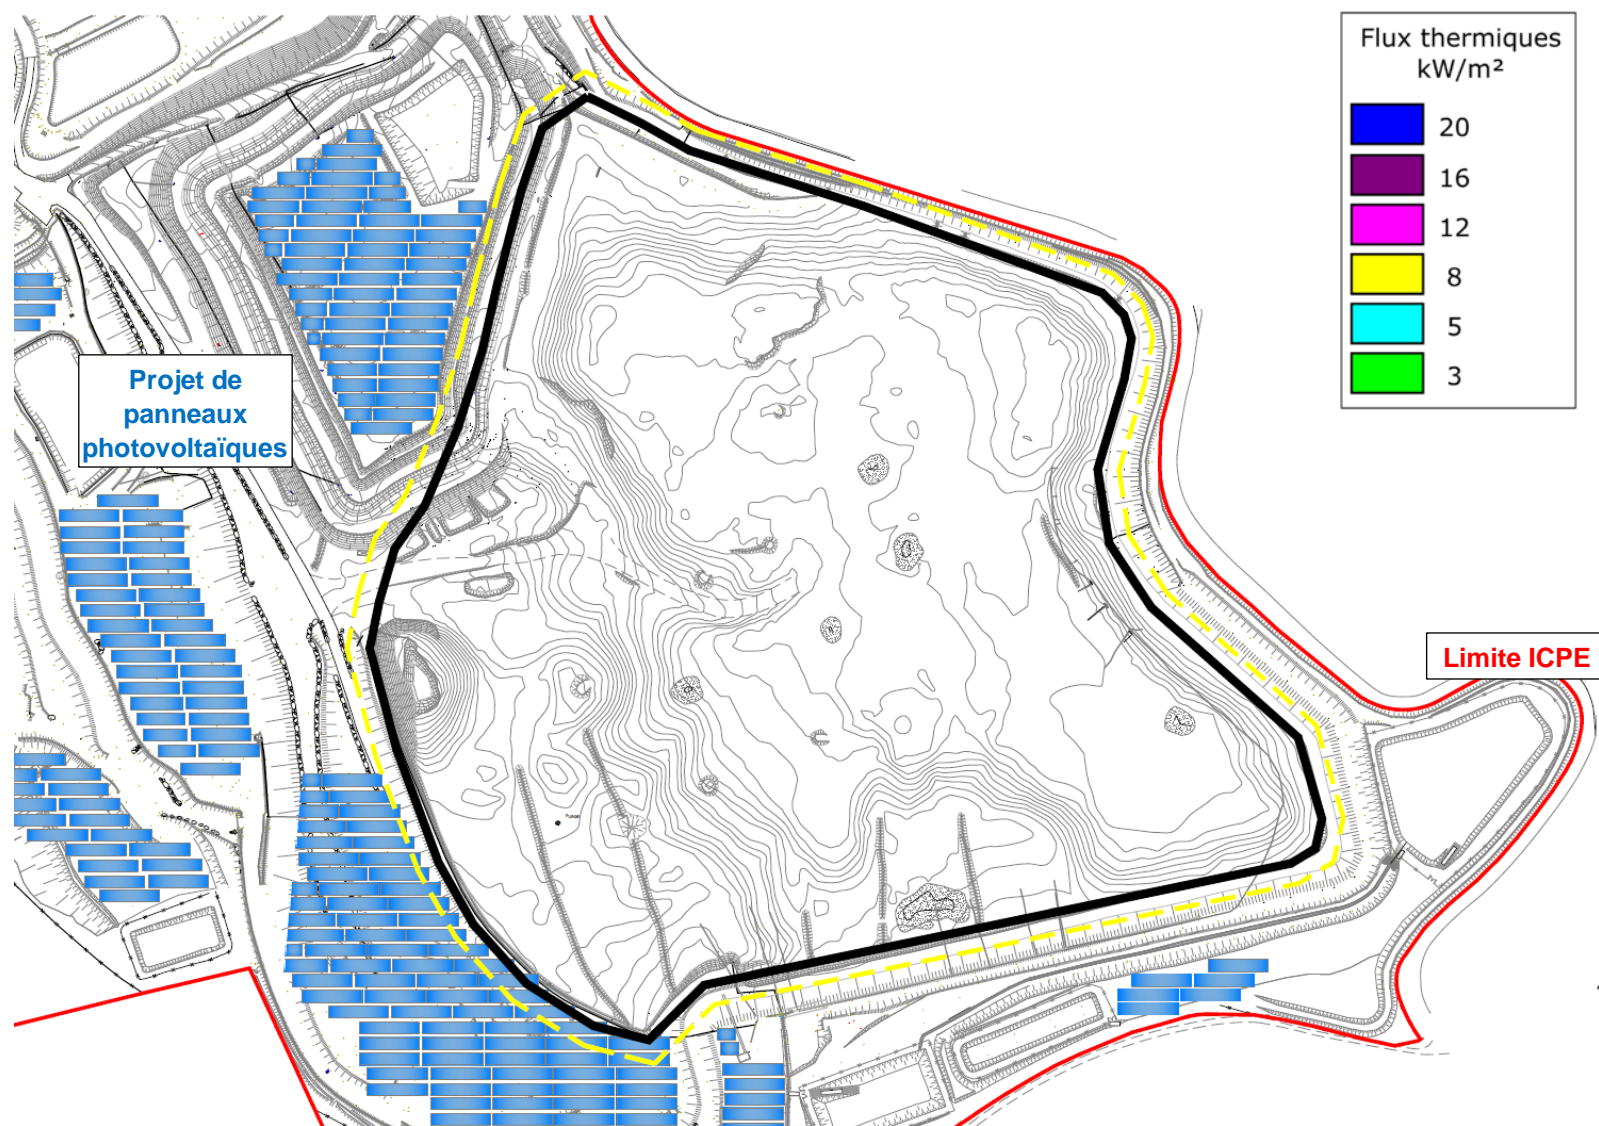 Flux thermiques
kW/m²
20
16
12
8
5
3
Projet de
panneaux
photovoltaïques
Limite ICPE